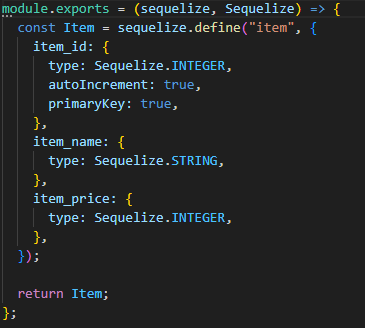 module.exports = (sequelize, Sequelize) => {
  const Item = sequelize.define("item", {
    item_id: {
      type: Sequelize.INTEGER,
      autoIncrement: true,
      primaryKey: true,
    },
    item_name: {
      type: Sequelize.STRING,
    },
    item_price: {
      type: Sequelize.INTEGER,
    },
  });

  return Item;
};